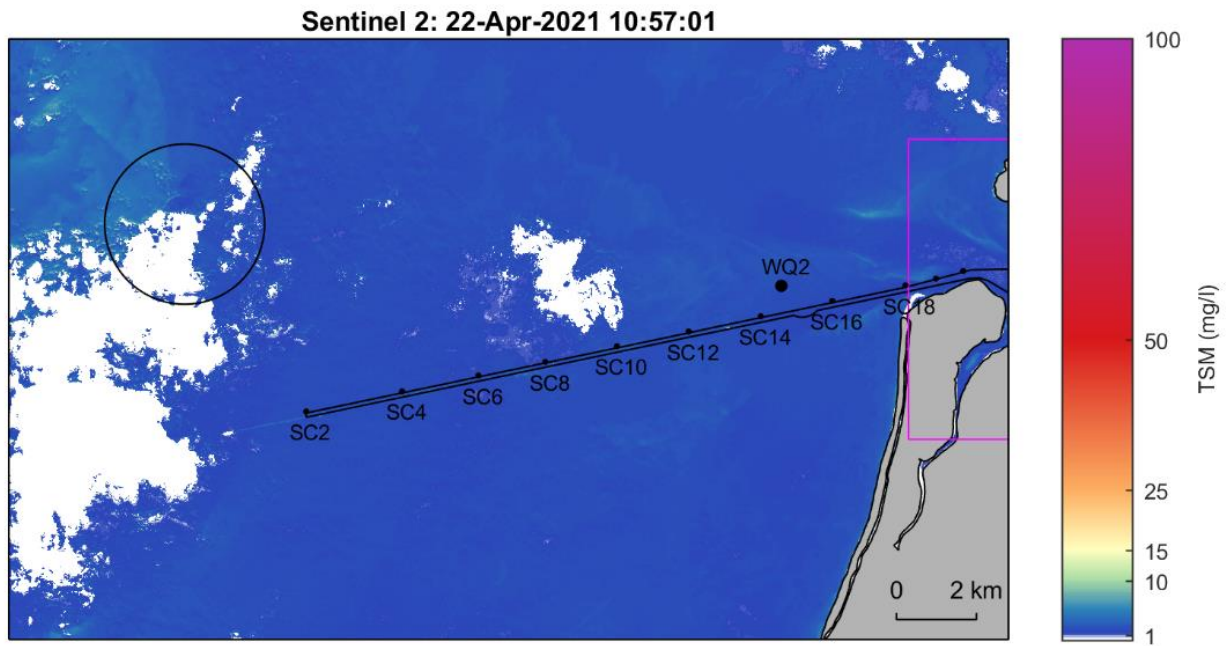 Sentinel 2: 22-Apr-2021 10:57:01
100
WQ2
SC18
SC16
SC14
50
SC12
SC10
SC8
SC6
SC4
SC2
TSM (mg/l)
25
15
0 2 km
10
1